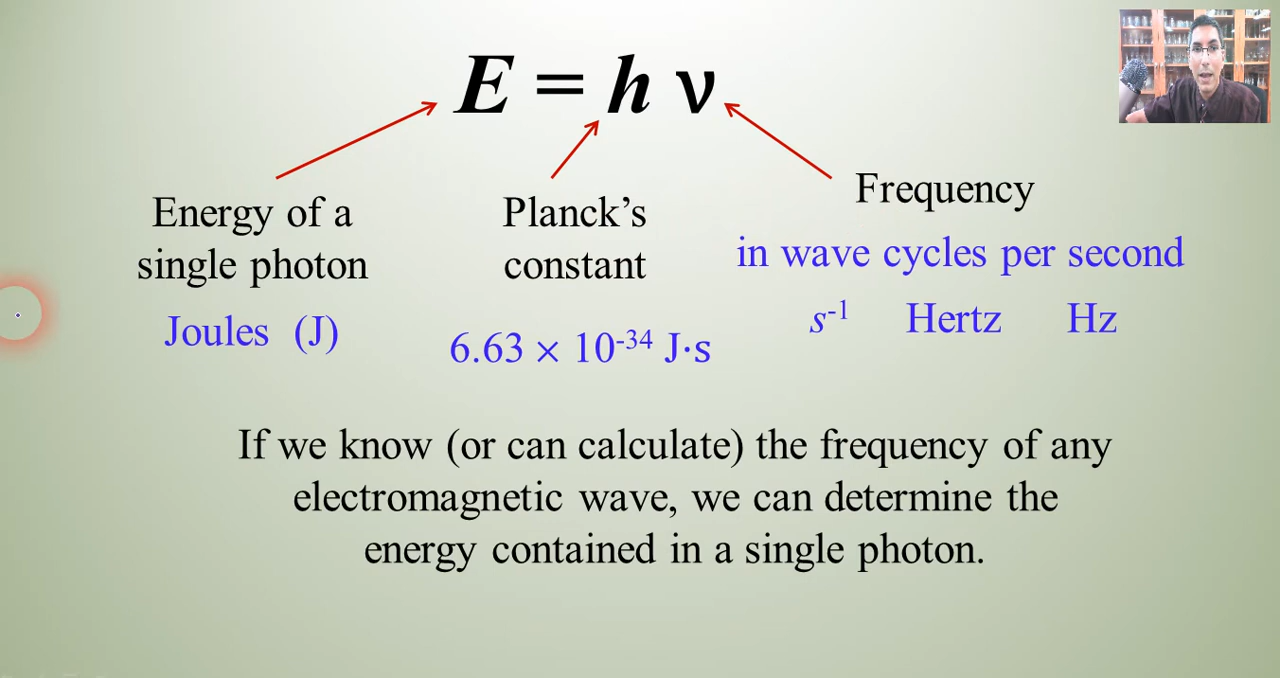 E = h ν
Energy of a
single photon
Joules (J)
Planck’s
constant
6.63 × 10⁻³⁴ J·s
Frequency
in wave cycles per second
s⁻¹ Hertz Hz
If we know (or can calculate) the frequency of any
electromagnetic wave, we can determine the
energy contained in a single photon.